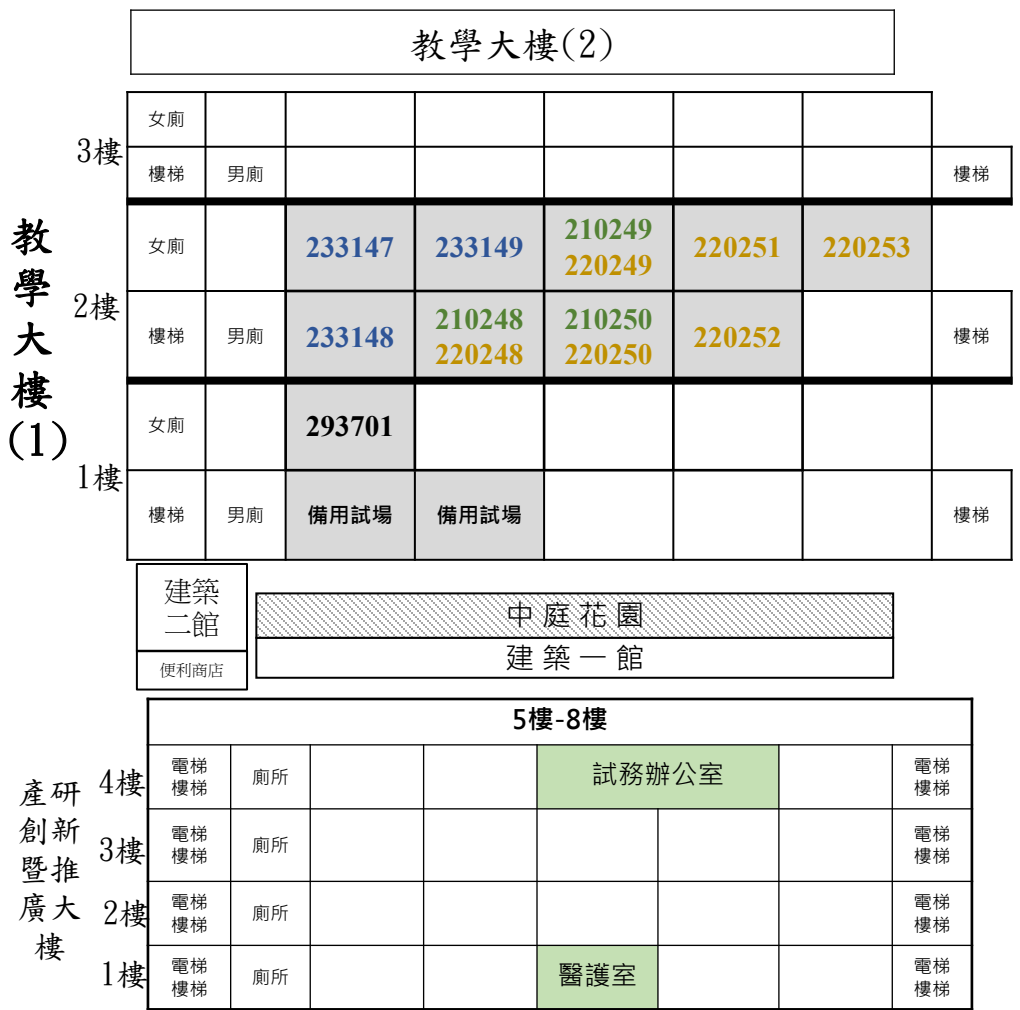 教學大樓(2)
教學大樓(1)
3樓
女廁
樓梯 男廁 樓梯
2樓
女廁 233147 233149 210249 220249 220251 220253
樓梯 男廁 233148 210248 220248 210250 220250 220252 樓梯
1樓
女廁 293701
樓梯 男廁 備用試場 備用試場 樓梯
建築
二館
便利商店
中庭花園
建築一館
產研
創新
暨推
廣大
樓
5樓-8樓
4樓 電梯 樓梯 廁所 試務辦公室 電梯 樓梯
3樓 電梯 樓梯 廁所 電梯 樓梯
2樓 電梯 樓梯 廁所 電梯 樓梯
1樓 電梯 樓梯 廁所 醫護室 電梯 樓梯